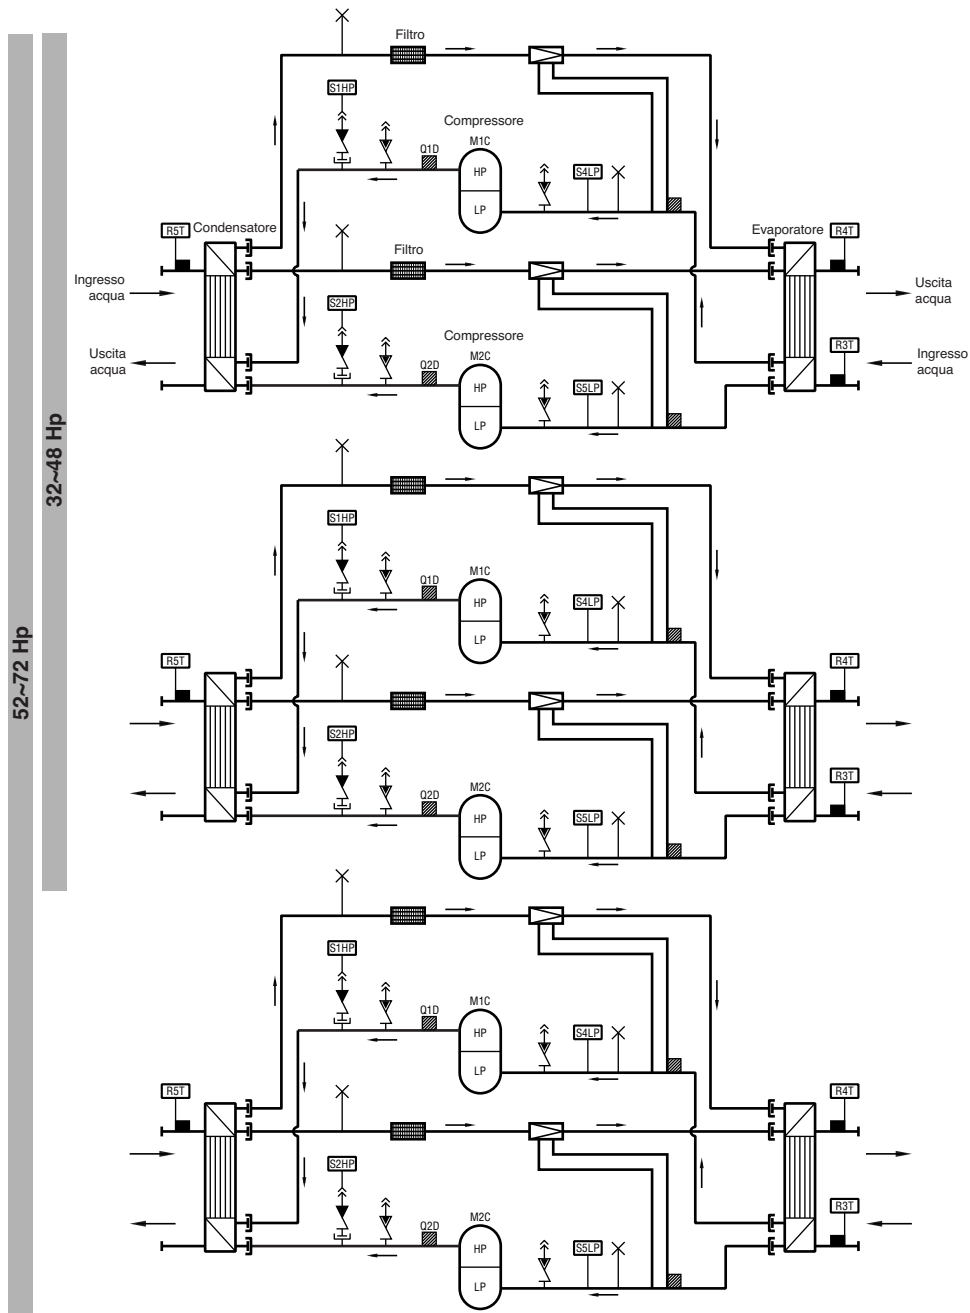 Filtro
S1HP
Compressore
M1C
Q1D
HP
S4LP
LP
R5T
Condensatore
Evaporatore
R4T
Filtro
Ingresso
acqua
Uscita
acqua
S2HP
Compressore
M2C
Uscita
acqua
Q2D
HP
S5LP
R3T
Ingresso
acqua
LP
32~48 Hp
52~72 Hp
S1HP
M1C
Q1D
HP
S4LP
LP
R5T
R4T
S2HP
M2C
Q2D
HP
S5LP
R3T
LP
S1HP
M1C
Q1D
HP
S4LP
LP
R5T
R4T
S2HP
M2C
Q2D
HP
S5LP
R3T
LP